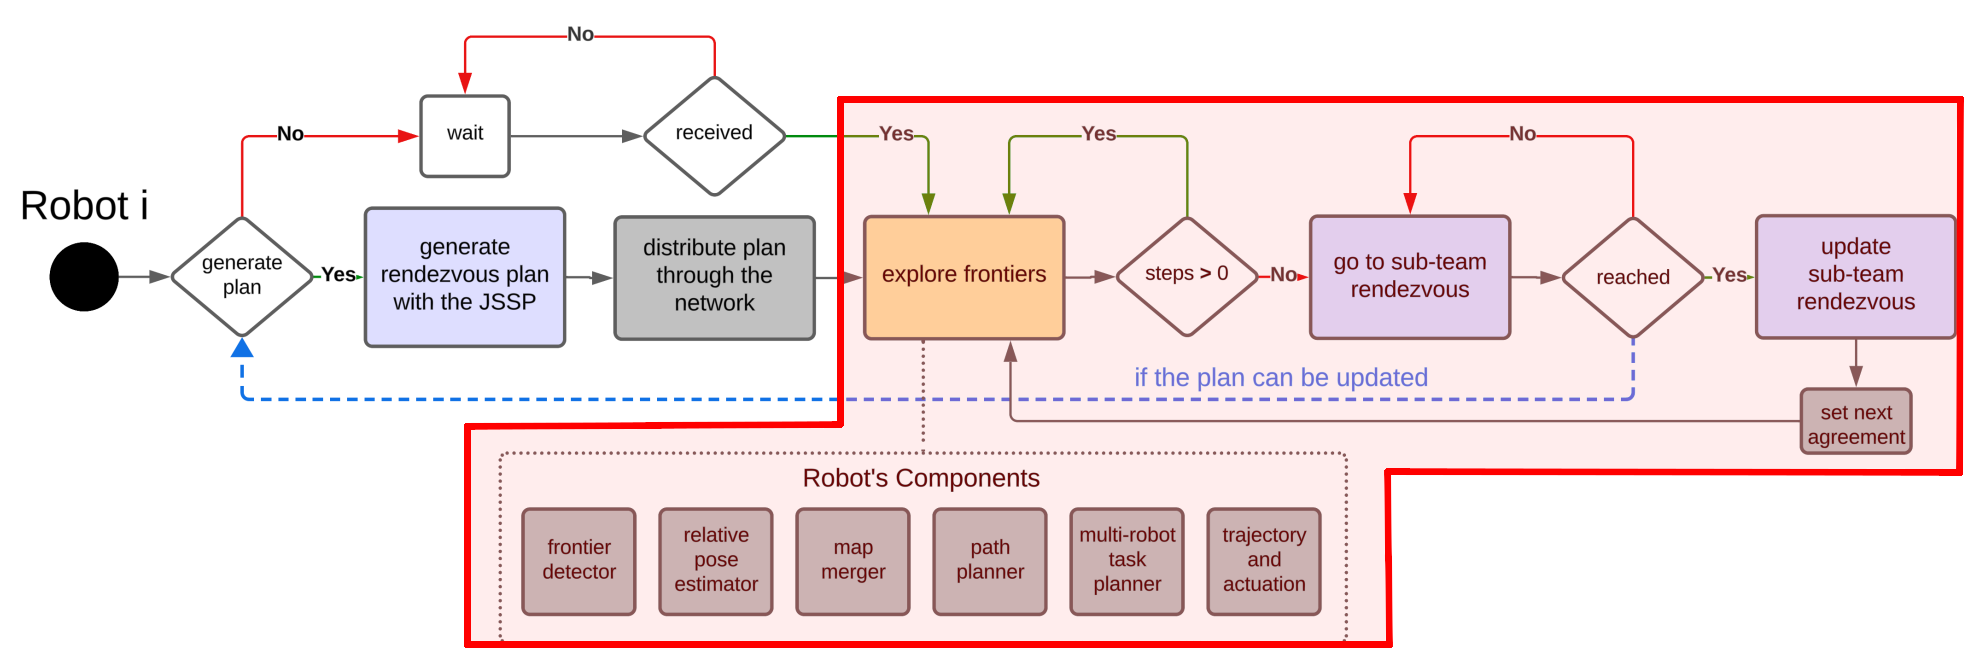 No
wait
received
No
Yes
Yes
No
Robot i
generate
plan
Yes
generate
rendezvous plan
with the JSSP
distribute plan
through the
network
explore frontiers
steps > 0
No
go to sub-team
rendezvous
reached
Yes
update
sub-team
rendezvous
if the plan can be updated
set next
agreement
Robot's Components
frontier
detector
relative
pose
estimator
map
merger
path
planner
multi-robot
task
planner
trajectory
and
actuation